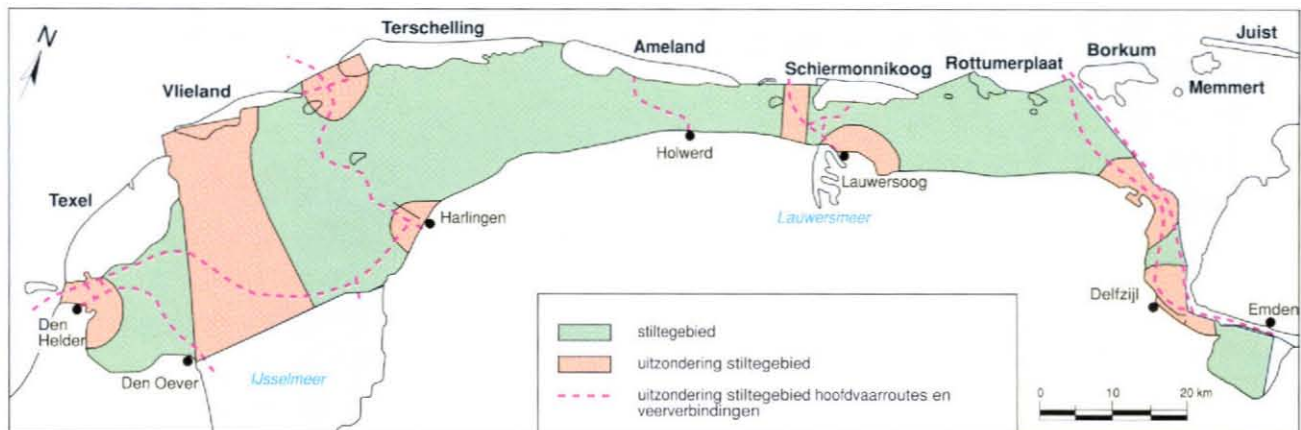 N
Terschelling
Ameland
Juist
Borkum
Rottumerplaat
Schiermonnikoog
Memmert
Vlieland
Holwerd
Lauwersoog
Texel
Harlingen
Lauwersmeer
Den
Helder
Delfzijl
Emden
Den Oever
IJsselmeer
stiltegebied
uitzondering stiltegebied
uitzondering stiltegebied hoofdvaarroutes en
veerverbindingen
0 10 20 km